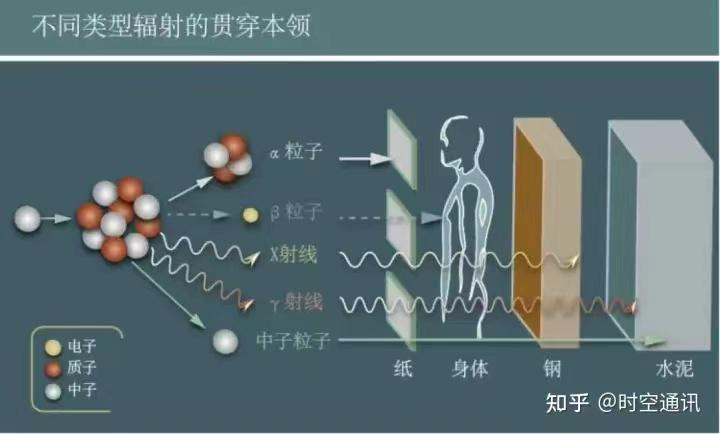 不同类型辐射的贯穿本领
α 粒子
β 粒子
X射线
γ 射线
中子粒子
电子
质子
中子
纸 身体 钢 水泥
知乎 @时空通讯